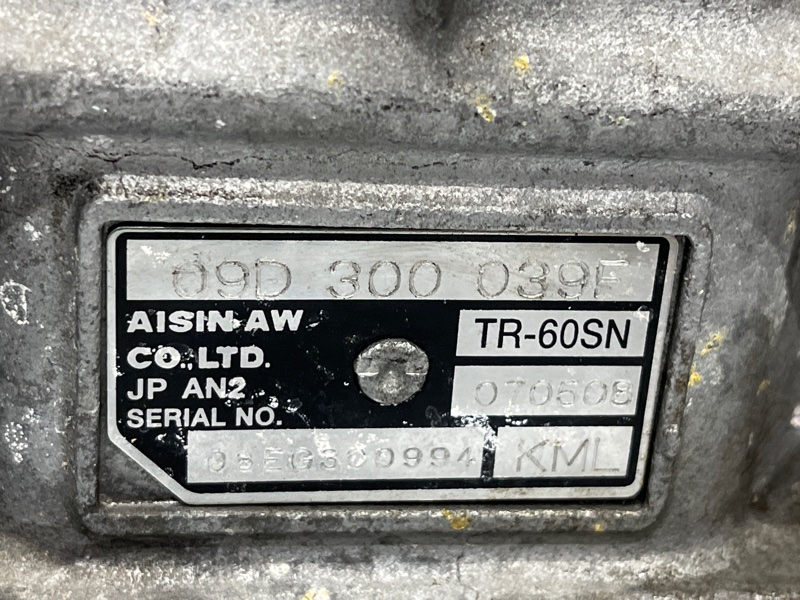 09D 300 039F
AISIN AW
CO.,LTD.
TR-60SN
JP AN2
070508
SERIAL NO.
KML